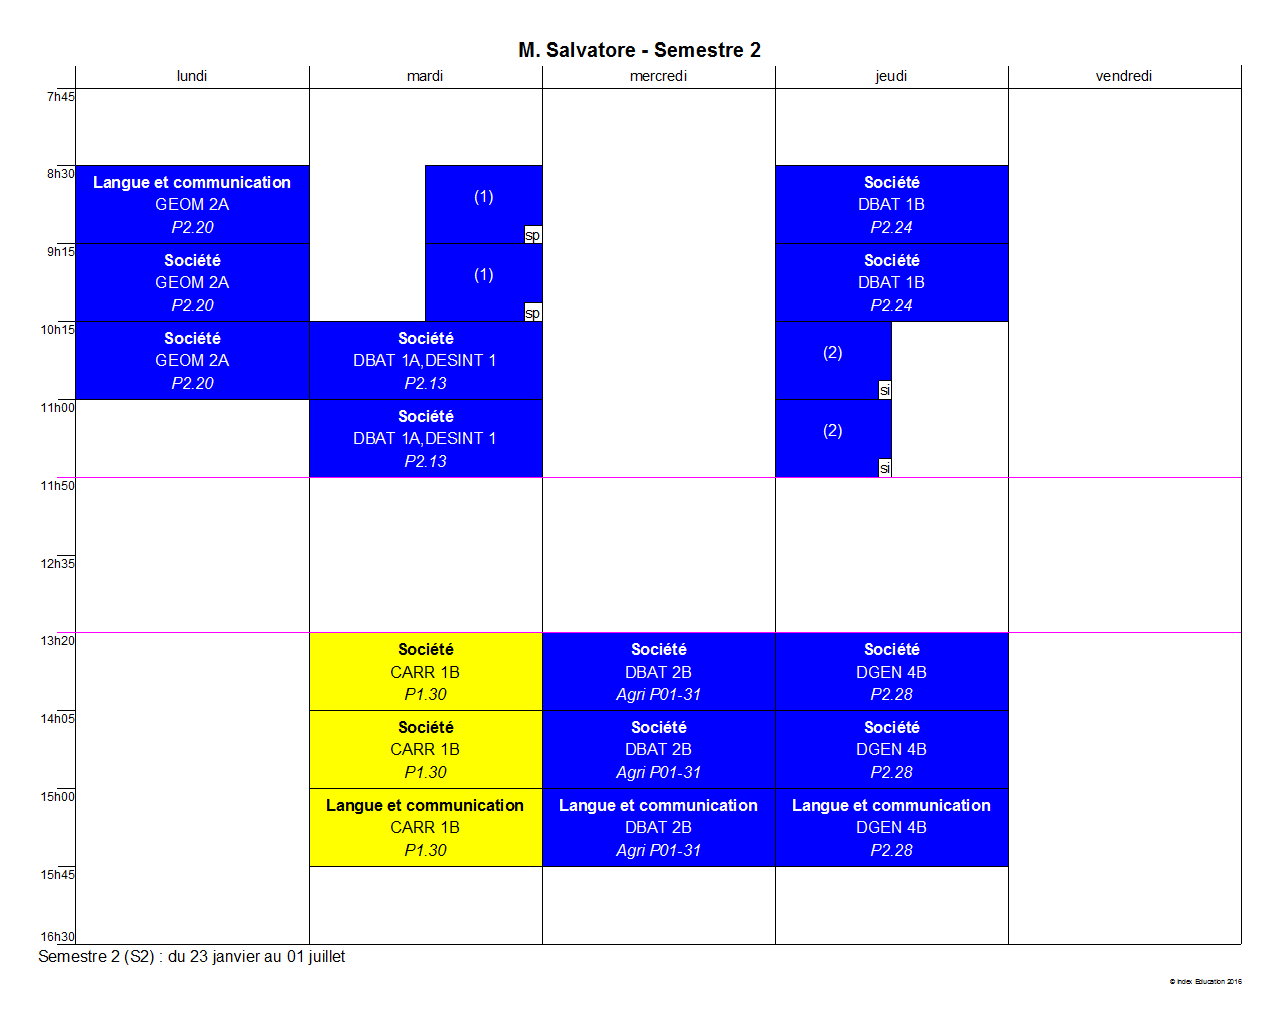 M. Salvatore - Semestre 2
lundi mardi mercredi jeudi vendredi
7h45
8h30
Langue et communication
GEOM 2A
P2.20
(1)
sp
Société
DBAT 1B
P2.24
9h15
Société
GEOM 2A
P2.20
(1)
sp
Société
DBAT 1B
P2.24
10h15
Société
GEOM 2A
P2.20
Société
DBAT 1A,DESINT 1
P2.13
(2)
si
11h00
Société
DBAT 1A,DESINT 1
P2.13
(2)
si
11h50
12h35
13h20
Société
CARR 1B
P1.30
Société
DBAT 2B
Agri P01-31
Société
DGEN 4B
P2.28
14h05
Société
CARR 1B
P1.30
Société
DBAT 2B
Agri P01-31
Société
DGEN 4B
P2.28
15h00
Langue et communication
CARR 1B
P1.30
Langue et communication
DBAT 2B
Agri P01-31
Langue et communication
DGEN 4B
P2.28
15h45
16h30
Semestre 2 (S2) : du 23 janvier au 01 juillet
© Index Education 2016